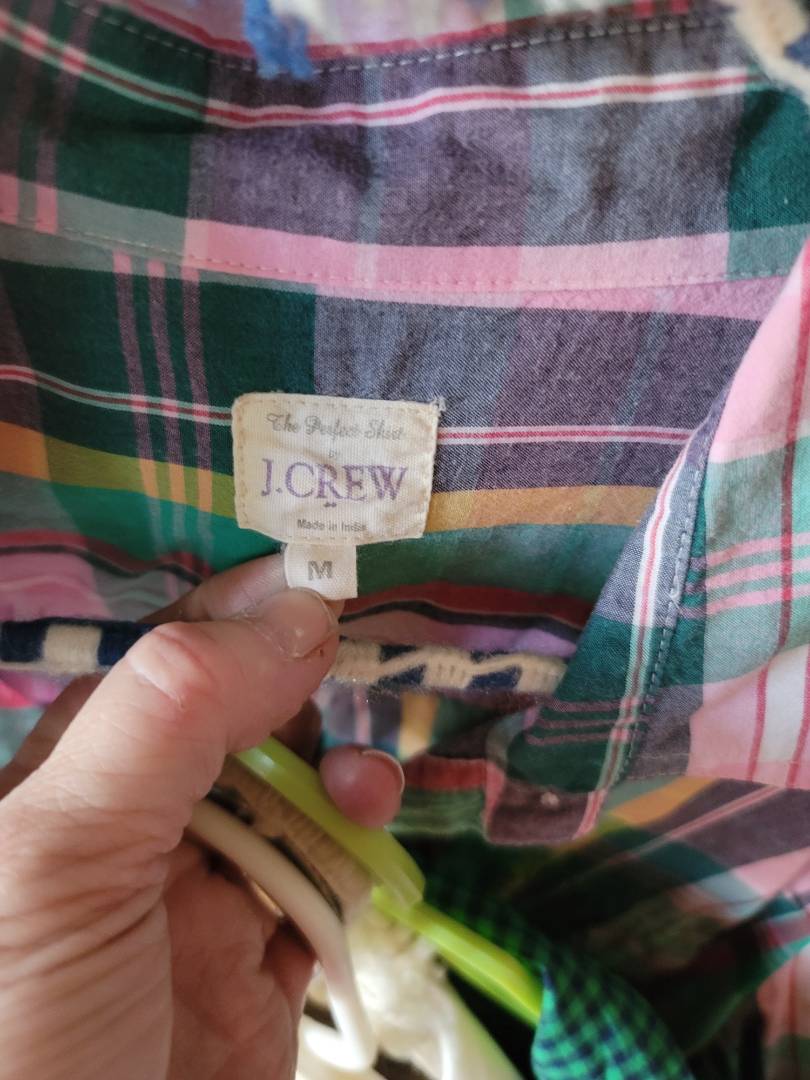 The Perfect Shirt
by
J.CREW
Made in India
M